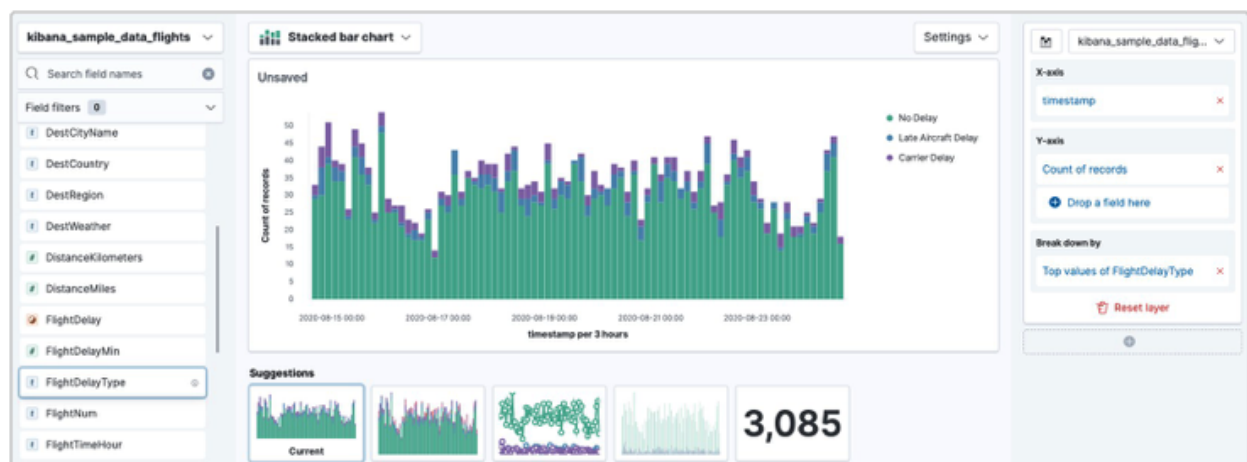 kibana_sample_data_flights
Search field names
Field filters 0
DestCityName
DestCountry
DestRegion
DestWeather
DistanceKilometers
DistanceMiles
FlightDelay
FlightDelayMin
FlightDelayType
FlightNum
FlightTimeHour
Stacked bar chart
Settings
Unsaved
No Delay
Late Aircraft Delay
Carrier Delay
Count of records
50
45
40
35
30
25
20
15
10
5
0
2020-08-15 00:00
2020-08-17 00:00
2020-08-19 00:00
2020-08-21 00:00
2020-08-23 00:00
timestamp per 3 hours
Suggestions
Current
3,085
kibana_sample_data_flig...
X-axis
timestamp
Y-axis
Count of records
Drop a field here
Break down by
Top values of FlightDelayType
Reset layer